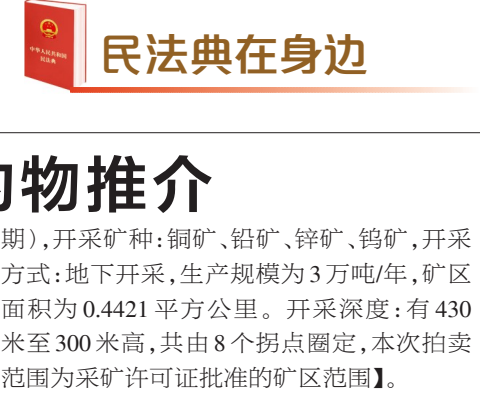 中华人民共和国
民法典
民法典在身边
的物推介
期），开采矿种：铜矿、铅矿、锌矿、钨矿，开采
方式：地下开采，生产规模为3万吨/年，矿区
面积为0.4421平方公里。开采深度：有430
米至300米高，共由8个拐点圈定，本次拍卖
范围为采矿许可证批准的矿区范围】。